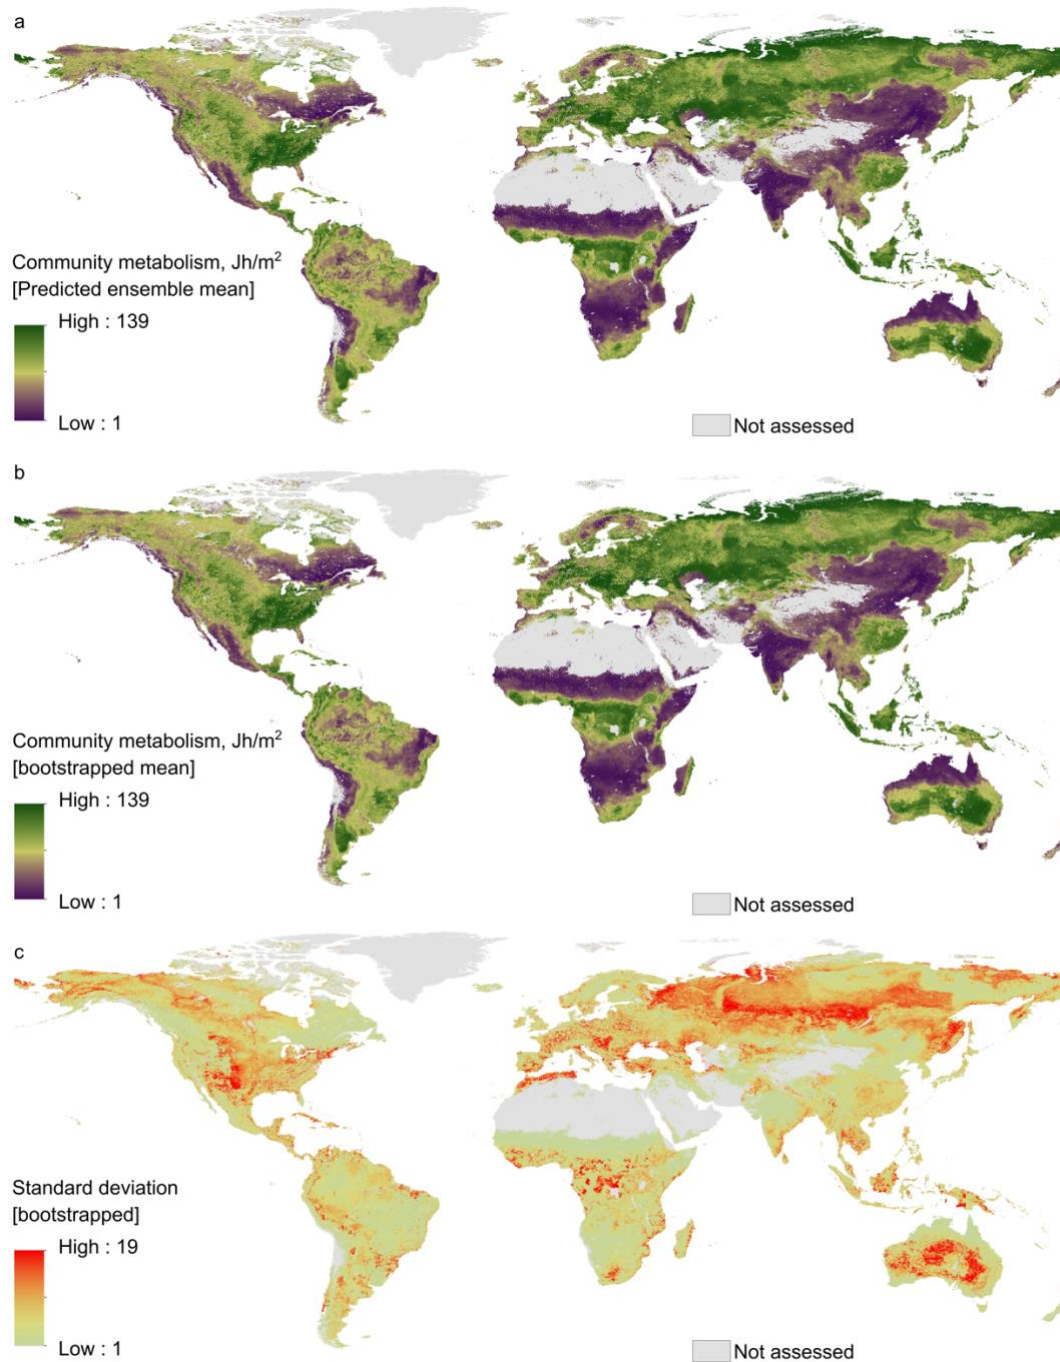 a
Community metabolism, Jh/m²
[Predicted ensemble mean]
High : 139
Low : 1
Not assessed
b
Community metabolism, Jh/m²
[bootstrapped mean]
High : 139
Low : 1
Not assessed
c
Standard deviation
[bootstrapped]
High : 19
Low : 1
Not assessed